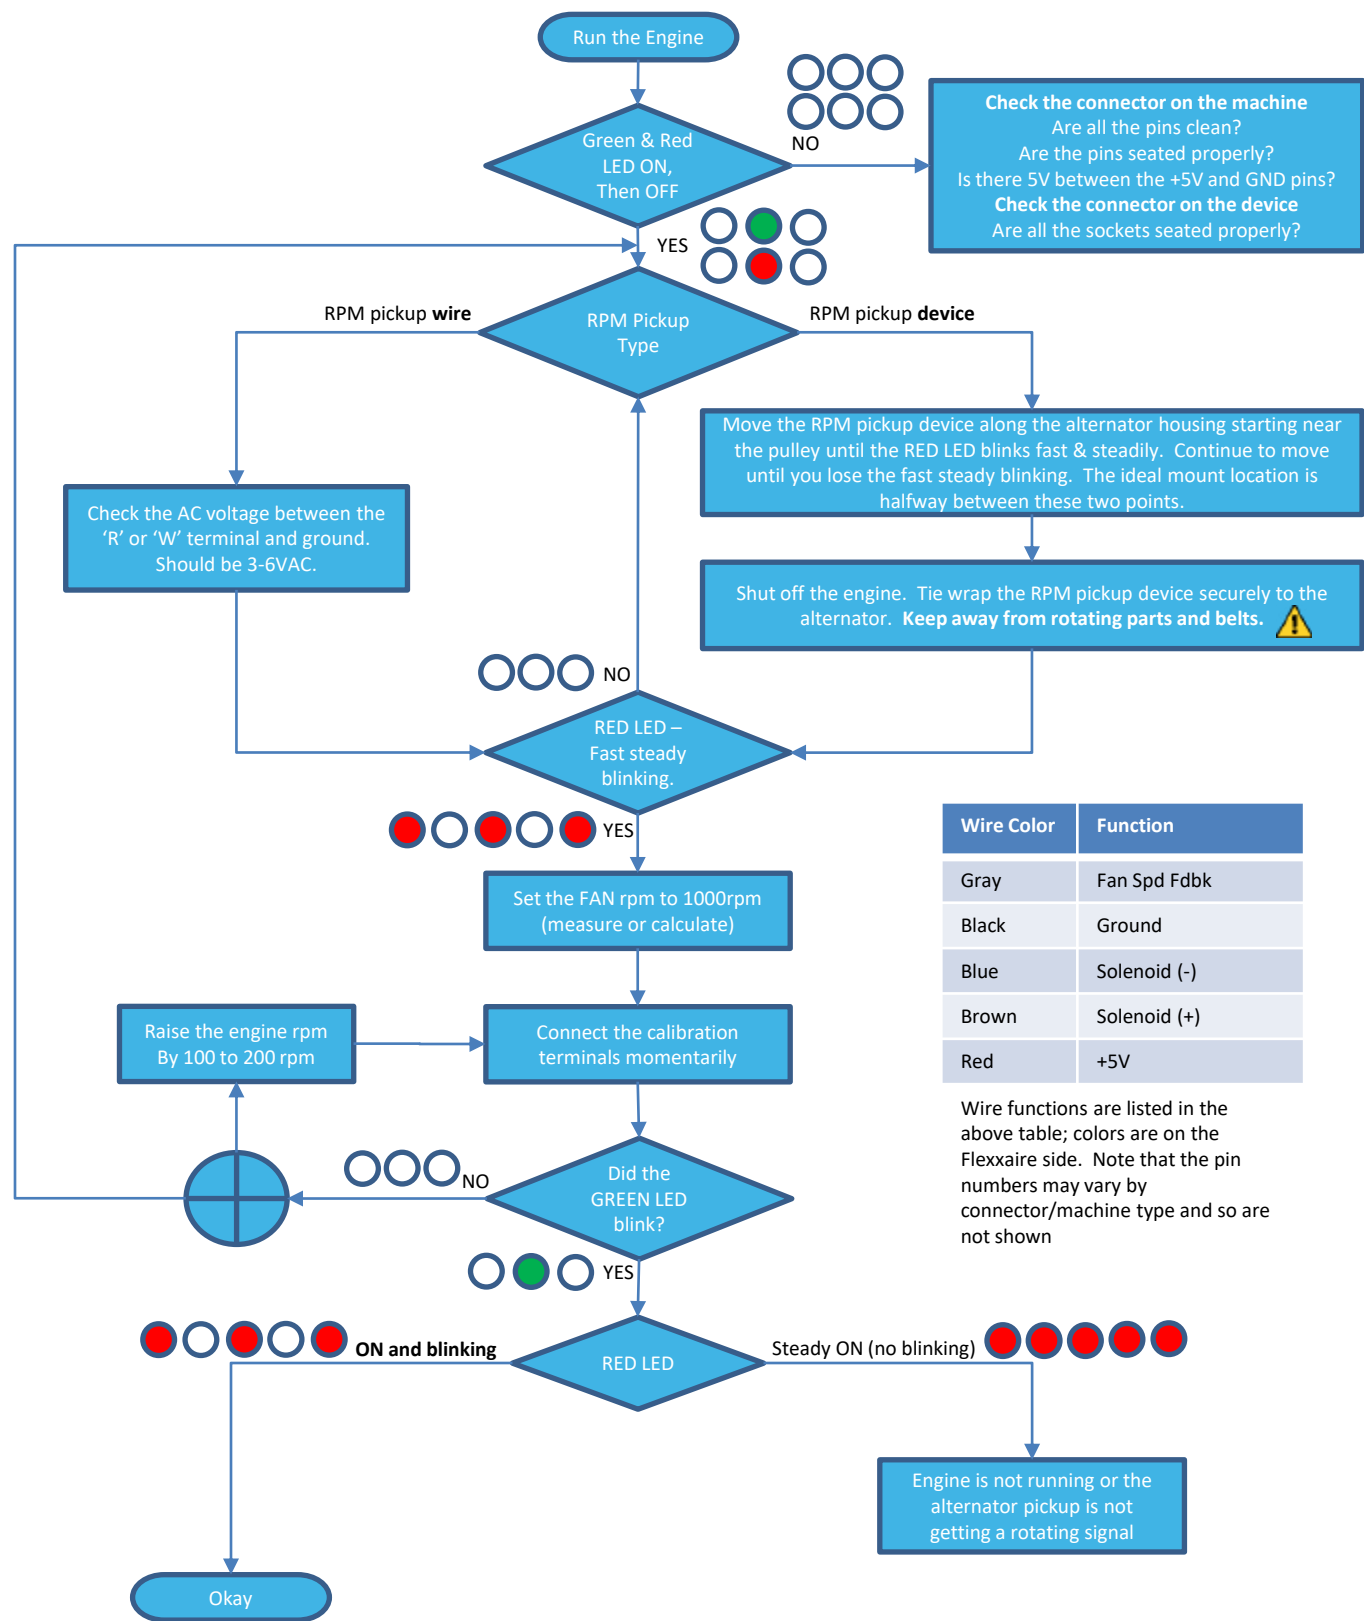 Run the Engine
Green & Red
LED ON,
Then OFF
NO
Check the connector on the machine
Are all the pins clean?
Are the pins seated properly?
Is there 5V between the +5V and GND pins?
Check the connector on the device
Are all the sockets seated properly?
YES
RPM pickup wire
RPM Pickup
Type
RPM pickup device
Move the RPM pickup device along the alternator housing starting near
the pulley until the RED LED blinks fast & steadily.  Continue to move
until you lose the fast steady blinking.  The ideal mount location is
halfway between these two points.
Check the AC voltage between the
‘R’ or ‘W’ terminal and ground.
Should be 3-6VAC.
Shut off the engine.  Tie wrap the RPM pickup device securely to the
alternator.  Keep away from rotating parts and belts.
NO
RED LED –
Fast steady
blinking.
YES
Set the FAN rpm to 1000rpm
(measure or calculate)
Raise the engine rpm
By 100 to 200 rpm
Connect the calibration
terminals momentarily
NO
Did the
GREEN LED
blink?
YES
ON and blinking
RED LED
Steady ON (no blinking)
Engine is not running or the
alternator pickup is not
getting a rotating signal
Okay
Wire Color Function
Gray Fan Spd Fdbk
Black Ground
Blue Solenoid (-)
Brown Solenoid (+)
Red +5V
Wire functions are listed in the
above table; colors are on the
Flexxaire side.  Note that the pin
numbers may vary by
connector/machine type and so are
not shown